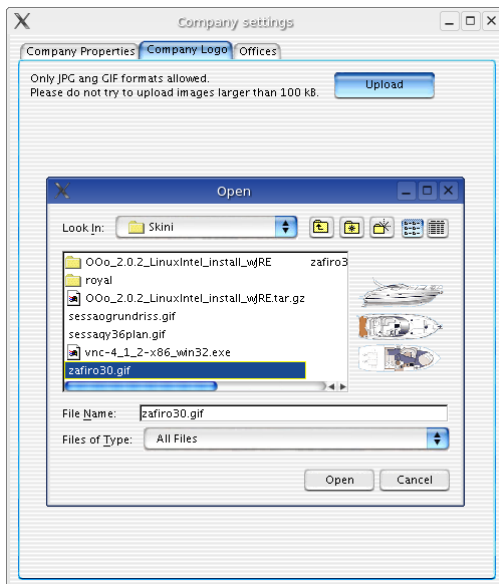 Company settings
Company Properties Company Logo Offices
Only JPG ang GIF formats allowed.
Please do not try to upload images larger than 100 kB.
Upload
Open
Look In: Skini
OOo_2.0.2_LinuxIntel_install_wJRE zafiro3
royal
OOo_2.0.2_LinuxIntel_install_wJRE.tar.gz
sessaogrundriss.gif
sessaqy36plan.gif
vnc-4_1_2-x86_win32.exe
zafiro30.gif
File Name: zafiro30.gif
Files of Type: All Files
Open Cancel